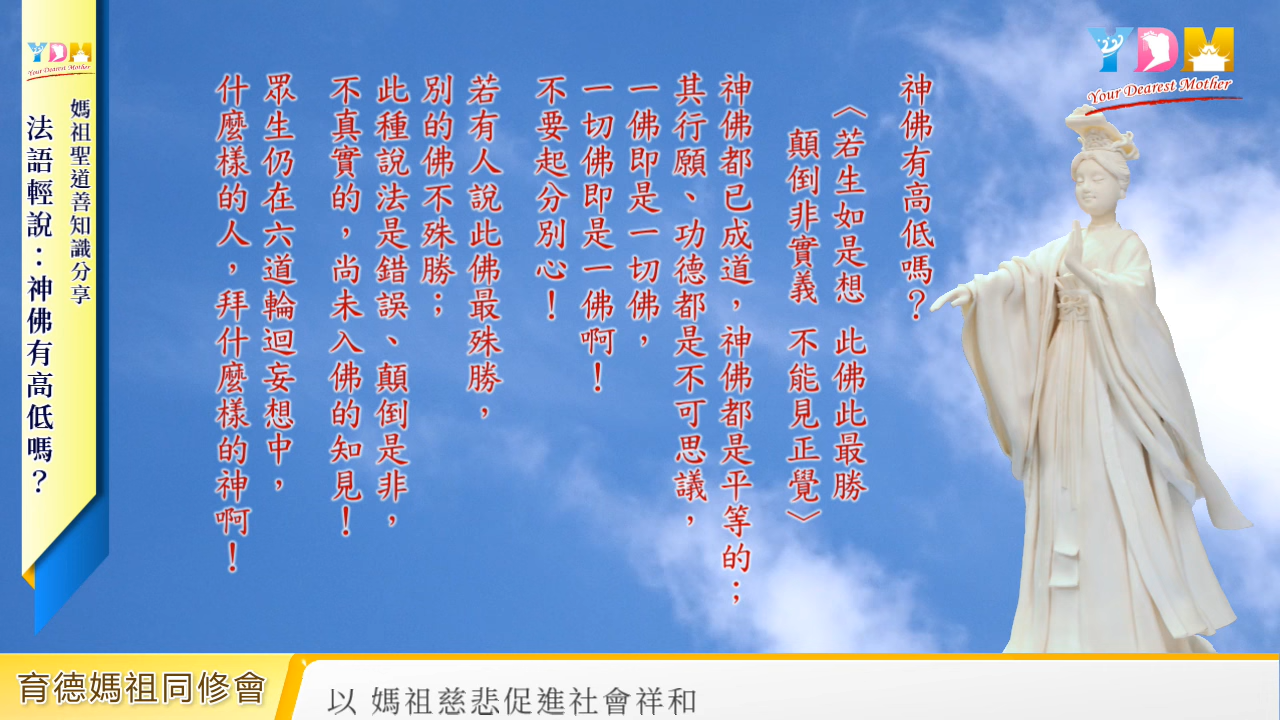 YDM
Your Dearest Mother
媽祖聖道善知識分享
法語輕說：神佛有高低嗎？
YDM
Your Dearest Mother
神佛有高低嗎？
〈若生如是想 此佛此最勝
顛倒非實義 不能見正覺〉
神佛都已成道，神佛都是平等的；
其行願、功德都是不可思議，
一佛即是一切佛，
一切佛即是一佛啊！
不要起分別心！
若有人說此佛最殊勝，
別的佛不殊勝；
此種說法是錯誤、顛倒是非，
不真實的，尚未入佛的知見！
眾生仍在六道輪迴妄想中，
什麼樣的人，拜什麼樣的神啊！
育德媽祖同修會
以 媽祖慈悲促進社會祥和